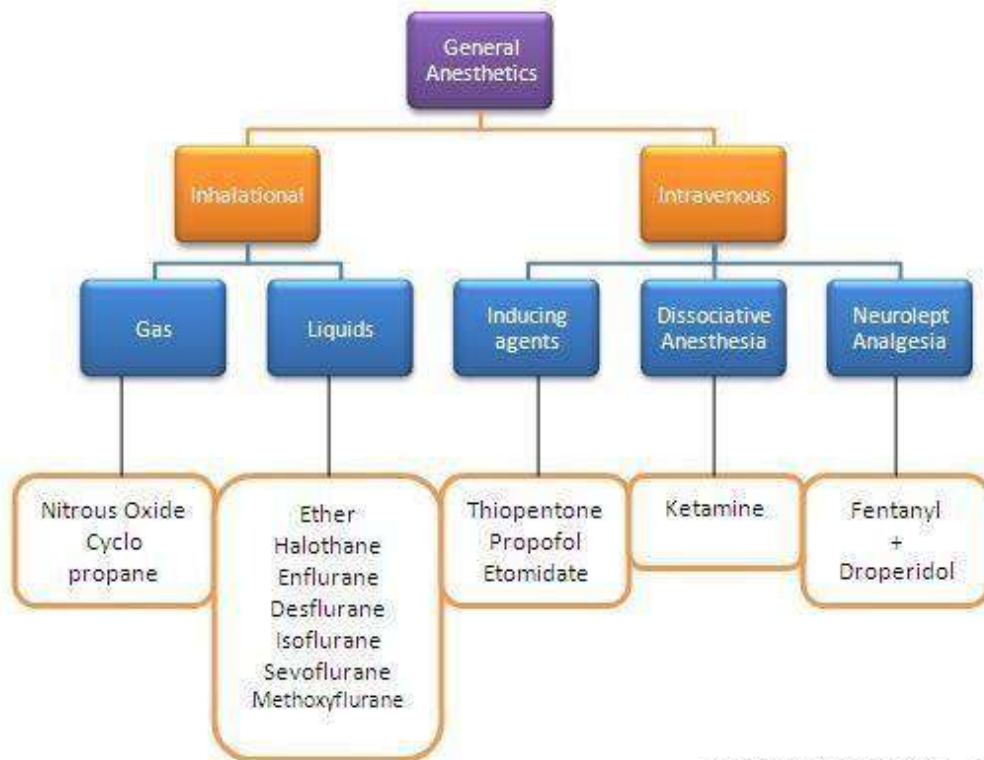 General
Anesthetics
Inhalational
Intravenous
Gas
Liquids
Inducing
agents
Dissociative
Anesthesia
Neurolept
Analgesia
Nitrous Oxide
Cyclo
propane
Ether
Halothane
Enflurane
Desflurane
Isoflurane
Sevoflurane
Methoxyflurane
Thiopentone
Propofol
Etomidate
Ketamine
Fentanyl
+
Droperidol